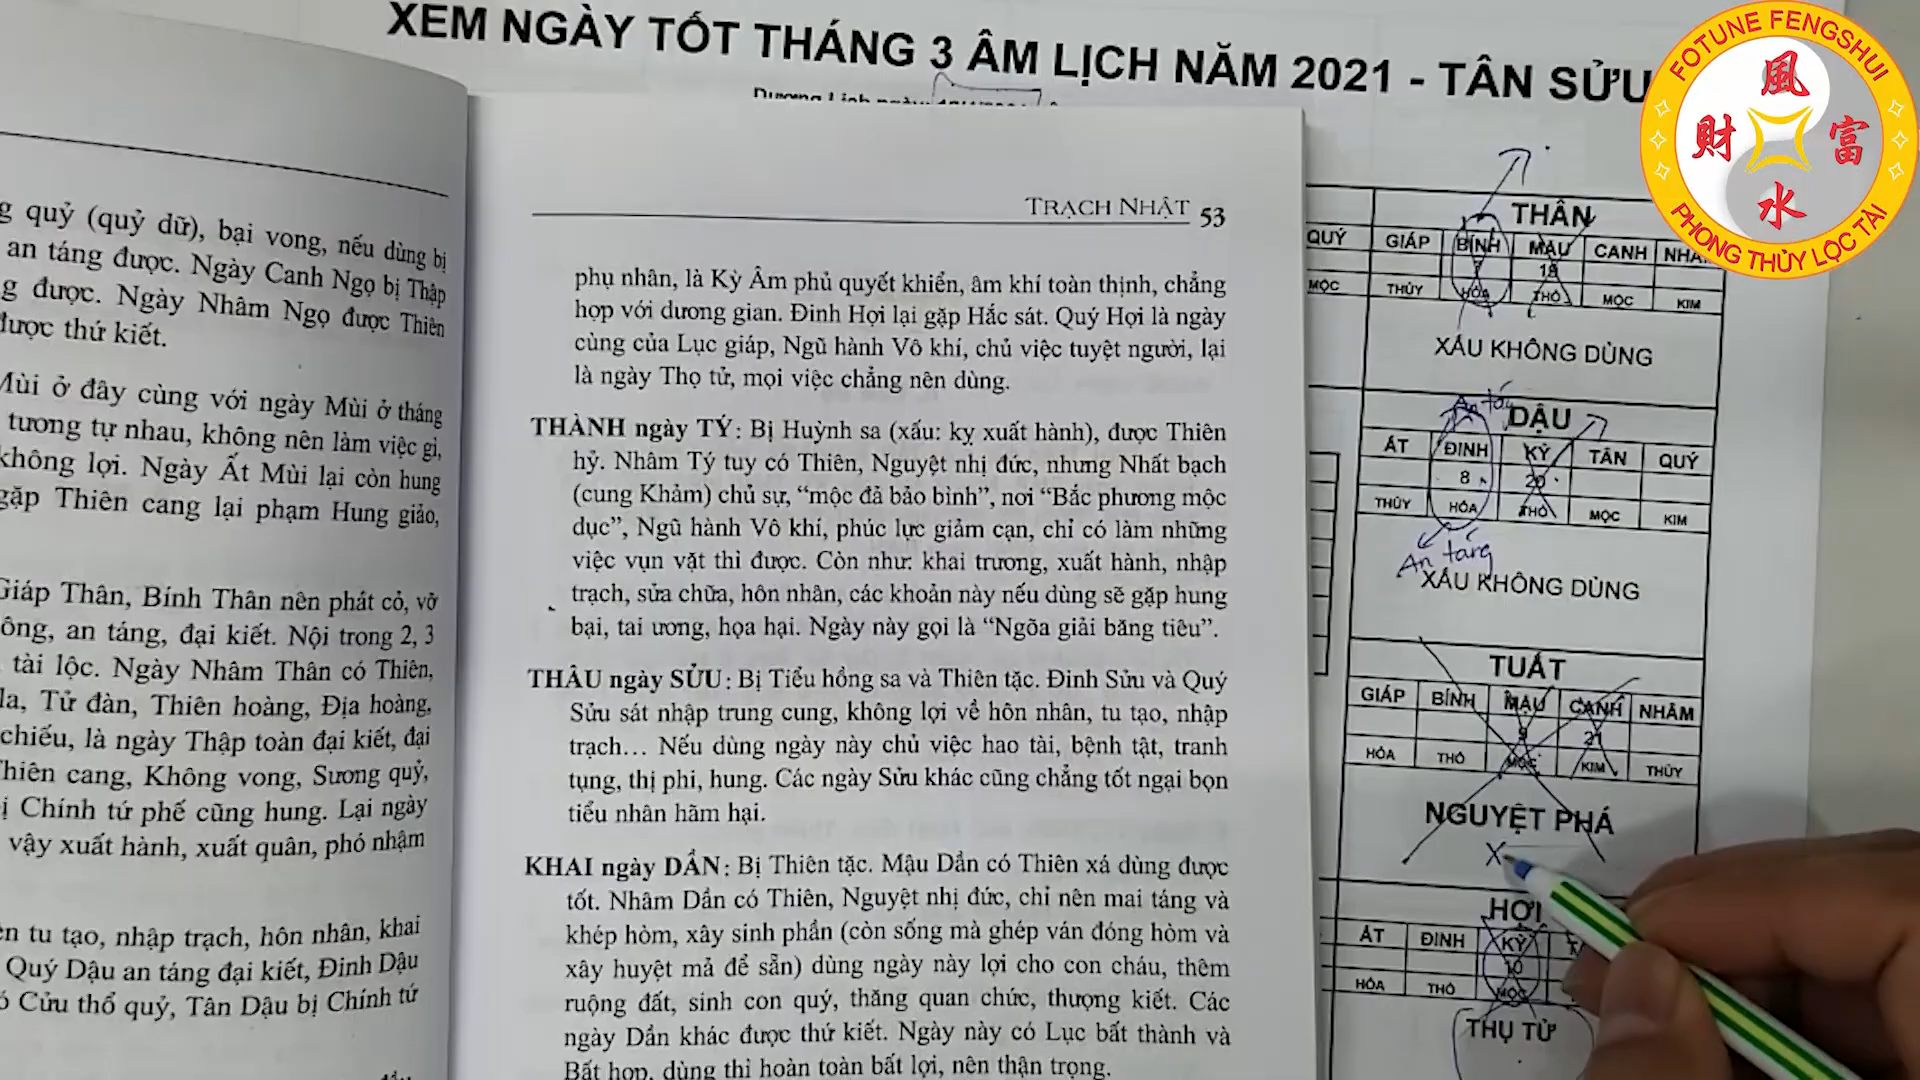 XEM NGÀY TỐT THÁNG 3 ÂM LỊCH NĂM 2021 - TÂN SỬU
FOTUNE FENGSHUI
風
財 富
水
PHONG THỦY LỘC TÀI
g quỷ (quỷ dữ), bại vong, nếu dùng bị
an táng được. Ngày Canh Ngọ bị Thập
g được. Ngày Nhâm Ngọ được Thiên
được thứ kiết.
Mùi ở đây cùng với ngày Mùi ở tháng
tương tự nhau, không nên làm việc gì,
không lợi. Ngày Ất Mùi lại còn hung
gặp Thiên cang lại phạm Hung giảo,
Giáp Thân, Bính Thân nên phát cỏ, vỡ
ông, an táng, đại kiết. Nội trong 2, 3
tài lộc. Ngày Nhâm Thân có Thiên,
la, Tử đàn, Thiên hoàng, Địa hoàng,
chiếu, là ngày Thập toàn đại kiết, đại
Thiên cang, Không vong, Sương quỷ,
ị Chính tứ phế cũng hung. Lại ngày
vậy xuất hành, xuất quân, phó nhậm
ên tu tạo, nhập trạch, hôn nhân, khai
Quý Dậu an táng đại kiết, Đinh Dậu
ó Cửu thổ quỷ, Tân Dậu bị Chính tứ
TRẠCH NHẬT 53
phụ nhân, là Kỳ Âm phủ quyết khiển, âm khí toàn thịnh, chẳng
hợp với dương gian. Đinh Hợi lại gặp Hắc sát. Quý Hợi là ngày
cùng của Lục giáp, Ngũ hành Vô khí, chủ việc tuyệt người, lại
là ngày Thọ tử, mọi việc chẳng nên dùng.
THÀNH ngày TÝ: Bị Huỳnh sa (xấu: kỵ xuất hành), được Thiên
hỷ. Nhâm Tý tuy có Thiên, Nguyệt nhị đức, nhưng Nhất bạch
(cung Khảm) chủ sự, “mộc đả bảo bình”, nơi “Bắc phương mộc
dục”, Ngũ hành Vô khí, phúc lực giảm cạn, chỉ có làm những
việc vụn vặt thì được. Còn như: khai trương, xuất hành, nhập
trạch, sửa chữa, hôn nhân, các khoản này nếu dùng sẽ gặp hung
bại, tai ương, họa hại. Ngày này gọi là “Ngõa giải băng tiêu”.
THÂU ngày SỬU: Bị Tiểu hồng sa và Thiên tặc. Đinh Sửu và Quý
Sửu sát nhập trung cung, không lợi về hôn nhân, tu tạo, nhập
trạch... Nếu dùng ngày này chủ việc hao tài, bệnh tật, tranh
tụng, thị phi, hung. Các ngày Sửu khác cũng chẳng tốt ngại bọn
tiểu nhân hãm hại.
KHAI ngày DẦN: Bị Thiên tặc. Mậu Dần có Thiên xá dùng được
tốt. Nhâm Dần có Thiên, Nguyệt nhị đức, chỉ nên mai táng và
khép hòm, xây sinh phần (còn sống mà ghép ván đóng hòm và
xây huyệt mả để sẵn) dùng ngày này lợi cho con cháu, thêm
ruộng đất, sinh con quý, thăng quan chức, thượng kiết. Các
ngày Dần khác được thứ kiết. Ngày này có Lục bất thành và
Bất hợp, dùng thì hoàn toàn bất lợi, nên thận trọng.
THÂN
QUÝ GIÁP BÍNH MẬU CANH NHÂ
7 18
MỘC THỦY HỎA THỔ MỘC KIM
XẤU KHÔNG DÙNG
An tá
DẬU
ẤT ĐINH KỶ TÂN QUÝ
8 20
THỦY HỎA THỔ MỘC KIM
An táng
XẤU KHÔNG DÙNG
TUẤT
GIÁP BÍNH MẬU CANH NHÂM
9 21
HỎA THỔ MỘC KIM THỦY
NGUYỆT PHÁ
X
HỢI
ẤT ĐINH KỶ
10
HỎA THỔ MỘC
THỤ TỬ